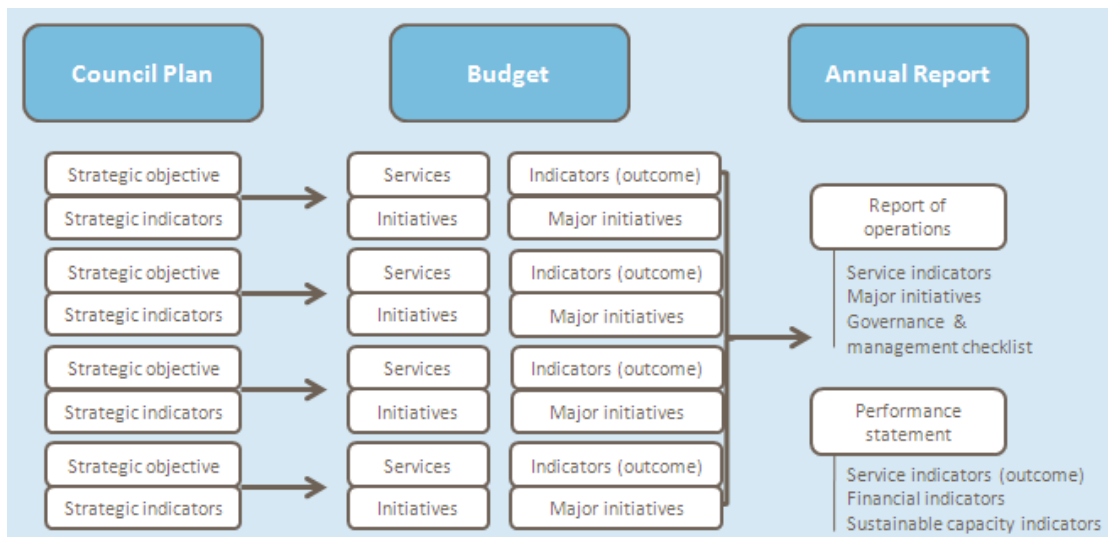 Council Plan
Budget
Annual Report
Strategic objective
Strategic indicators
Services
Initiatives
Indicators (outcome)
Major initiatives
Strategic objective
Strategic indicators
Services
Initiatives
Indicators (outcome)
Major initiatives
Strategic objective
Strategic indicators
Services
Initiatives
Indicators (outcome)
Major initiatives
Strategic objective
Strategic indicators
Services
Initiatives
Indicators (outcome)
Major initiatives
Report of
operations
Service indicators
Major initiatives
Governance &
management checklist
Performance
statement
Service indicators (outcome)
Financial indicators
Sustainable capacity indicators